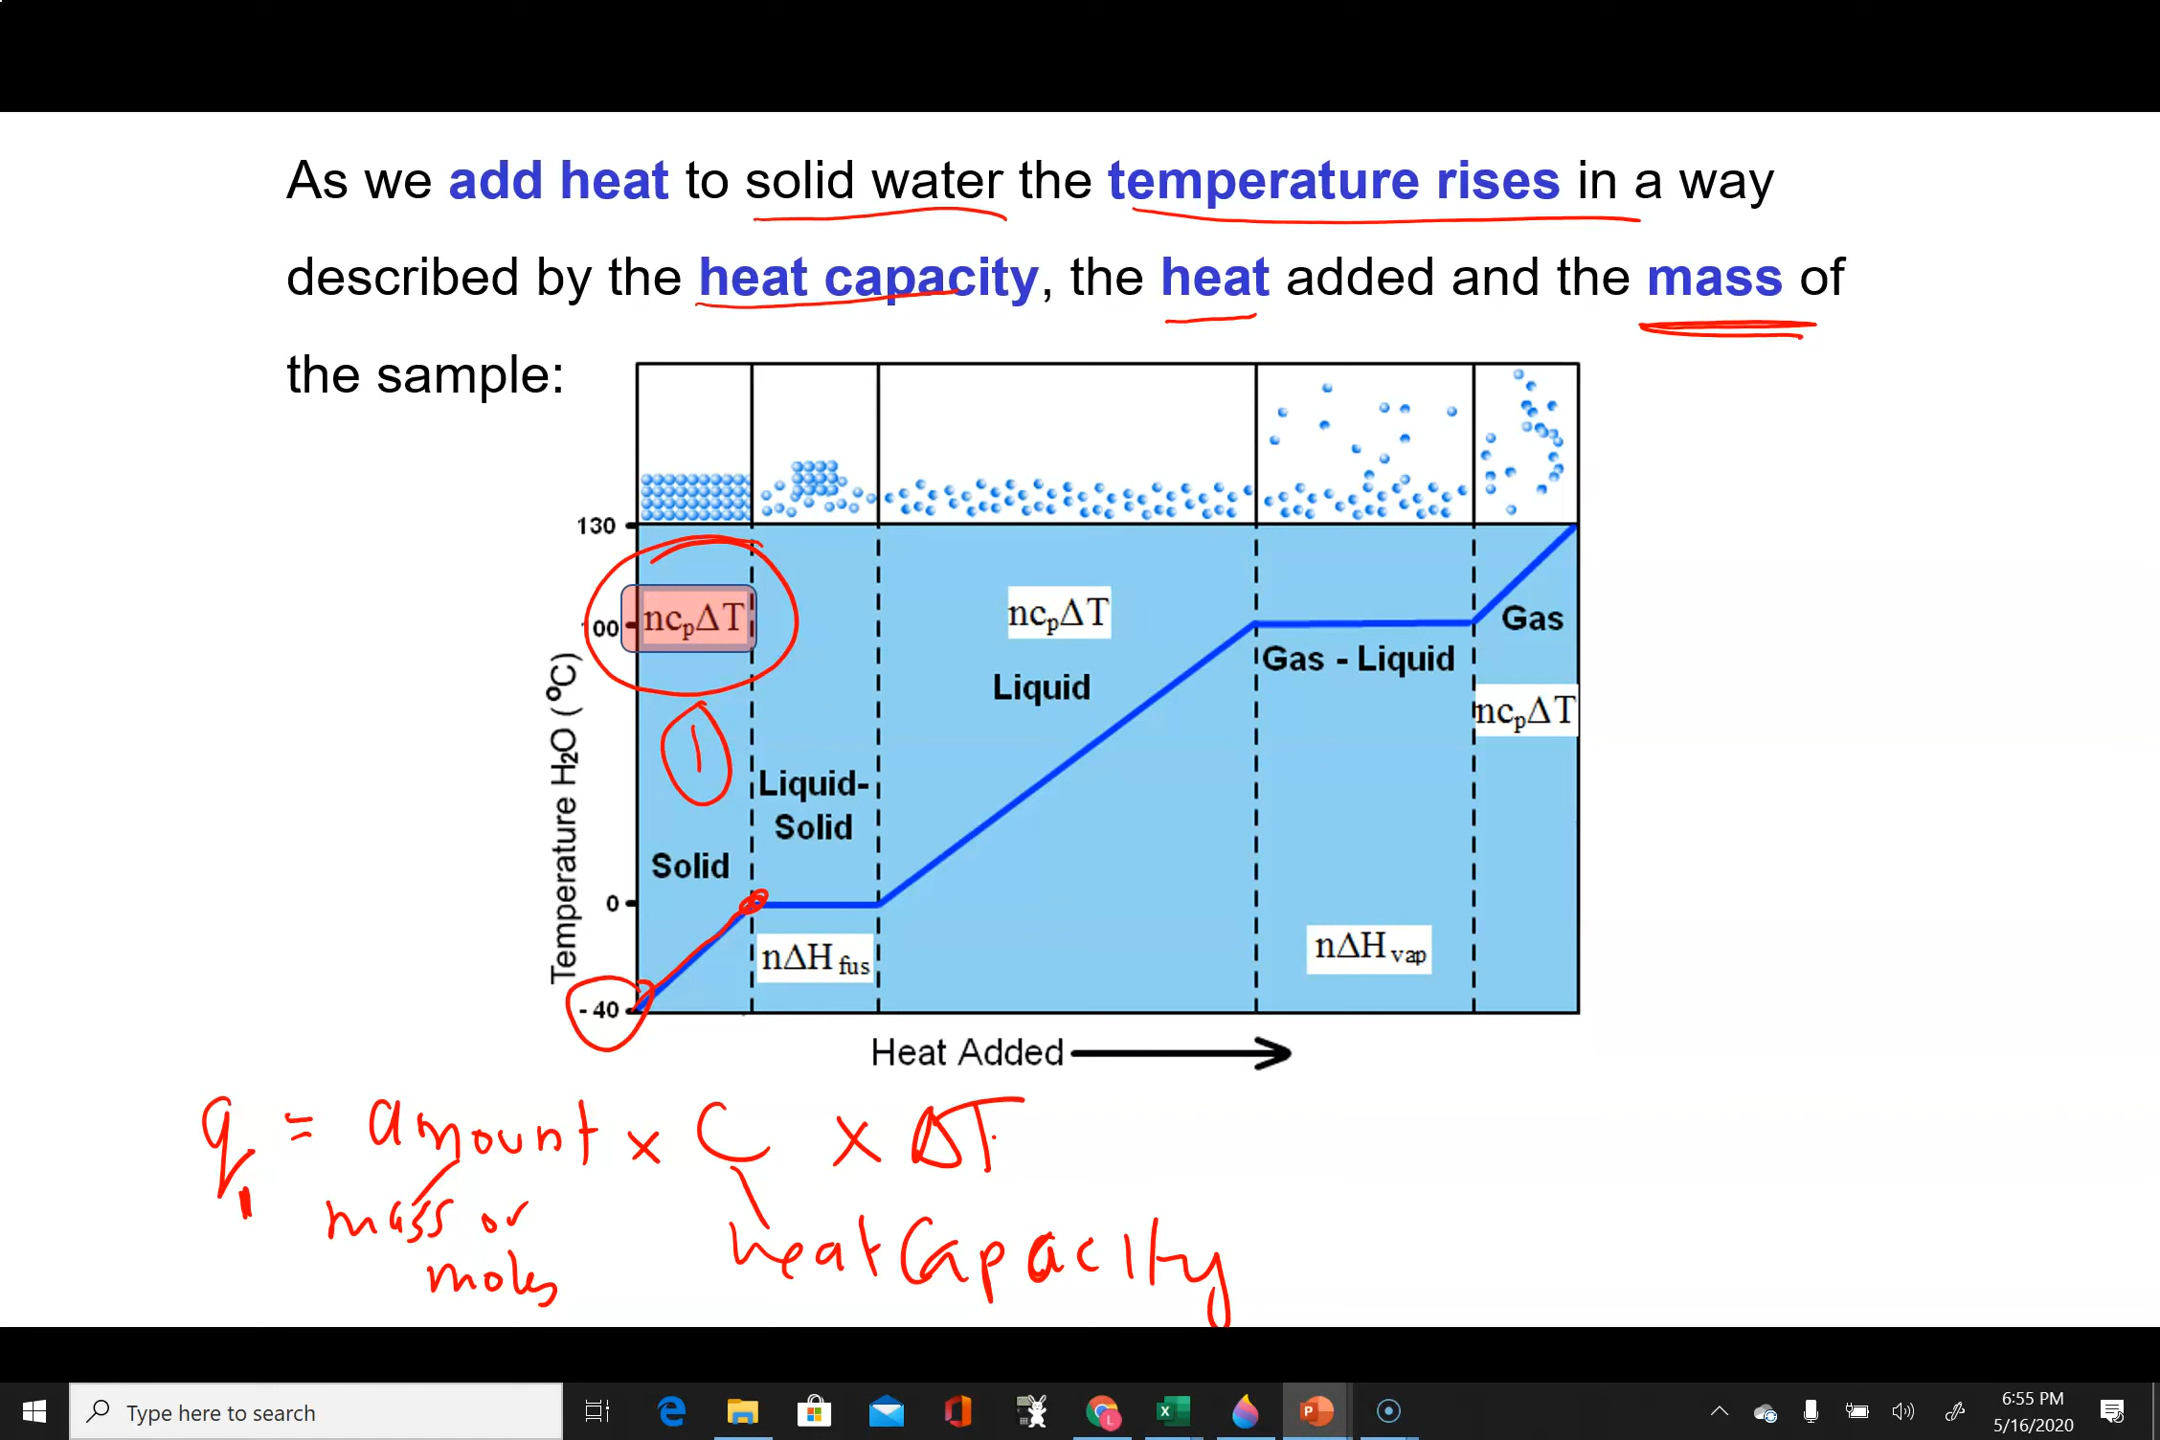 As we add heat to solid water the temperature rises in a way
described by the heat capacity, the heat added and the mass of
the sample:
130
ncpΔT
00
ncpΔT
Gas
Gas - Liquid
Liquid
ncpΔT
1
Liquid-
Solid
Solid
0
nΔH fus
nΔH vap
- 40
Temperature H2O (°C)
Heat Added
q1 = amount x C x ΔT
mass or
moles
heat Capacity
Type here to search
6:55 PM
5/16/2020